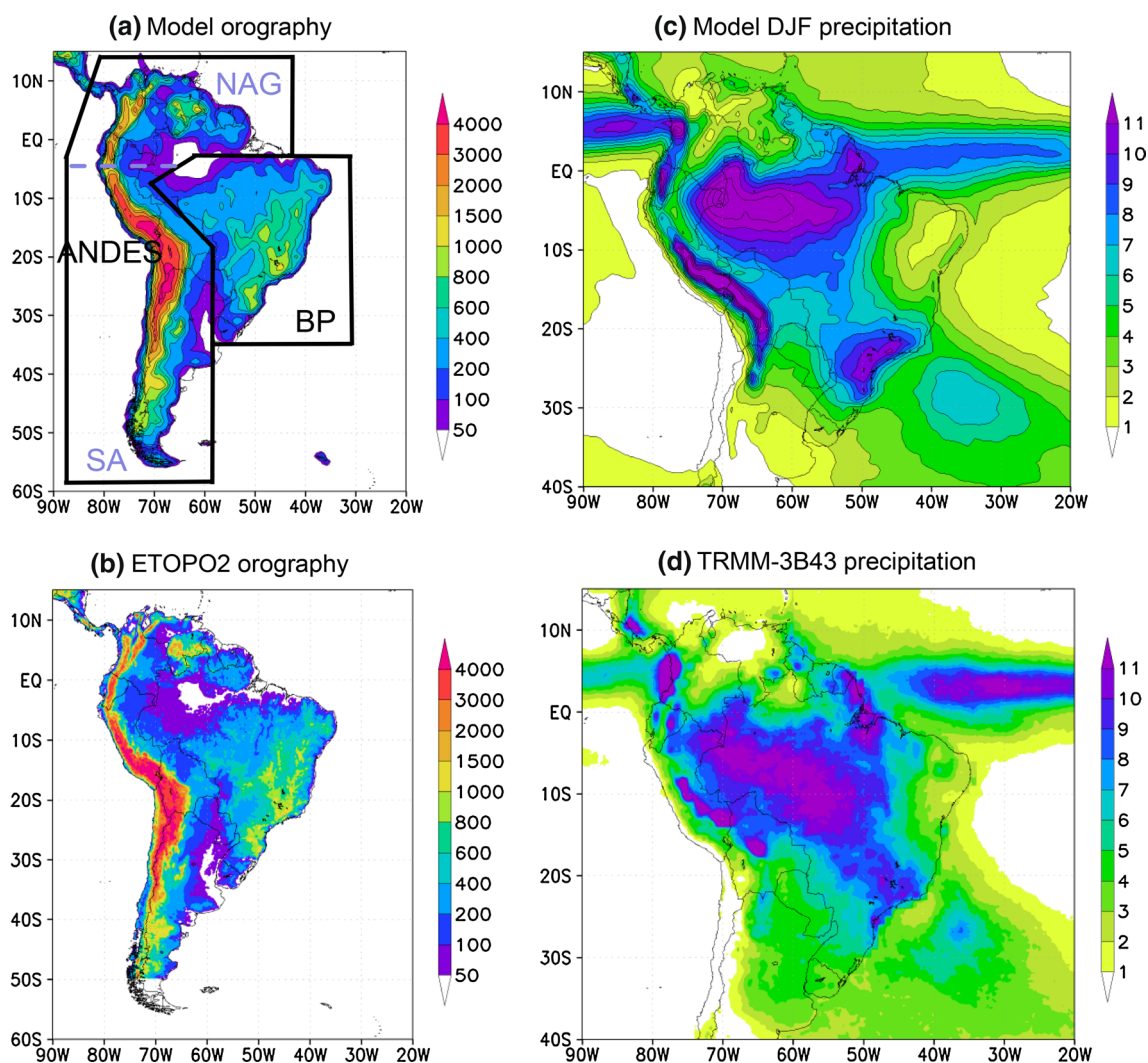 (a) Model orography
10N
EQ
10S
20S
30S
40S
50S
60S
90W 80W 70W 60W 50W 40W 30W 20W
NAG
ANDES
BP
SA
4000
3000
2000
1500
1000
800
600
400
200
100
50
(c) Model DJF precipitation
10N
EQ
10S
20S
30S
40S
90W 80W 70W 60W 50W 40W 30W 20W
11
10
9
8
7
6
5
4
3
2
1
(b) ETOPO2 orography
10N
EQ
10S
20S
30S
40S
50S
60S
90W 80W 70W 60W 50W 40W 30W 20W
4000
3000
2000
1500
1000
800
600
400
200
100
50
(d) TRMM-3B43 precipitation
10N
EQ
10S
20S
30S
40S
90W 80W 70W 60W 50W 40W 30W 20W
11
10
9
8
7
6
5
4
3
2
1